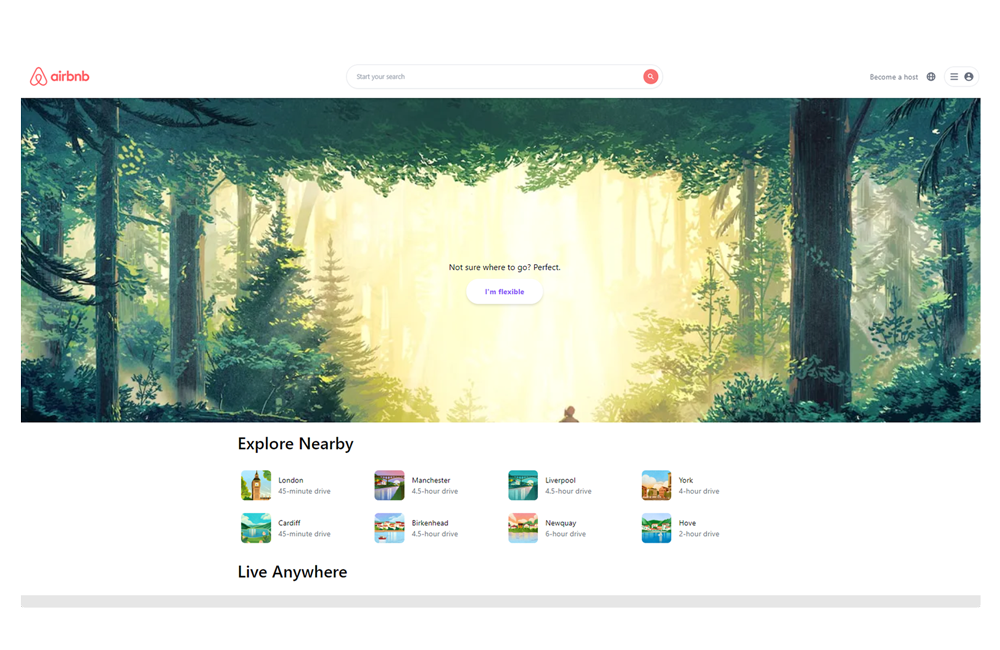 airbnb
Start your search
Become a host
Not sure where to go? Perfect.
I'm flexible
Explore Nearby
London
45-minute drive
Manchester
4.5-hour drive
Liverpool
4.5-hour drive
York
4-hour drive
Cardiff
45-minute drive
Birkenhead
4.5-hour drive
Newquay
6-hour drive
Hove
2-hour drive
Live Anywhere